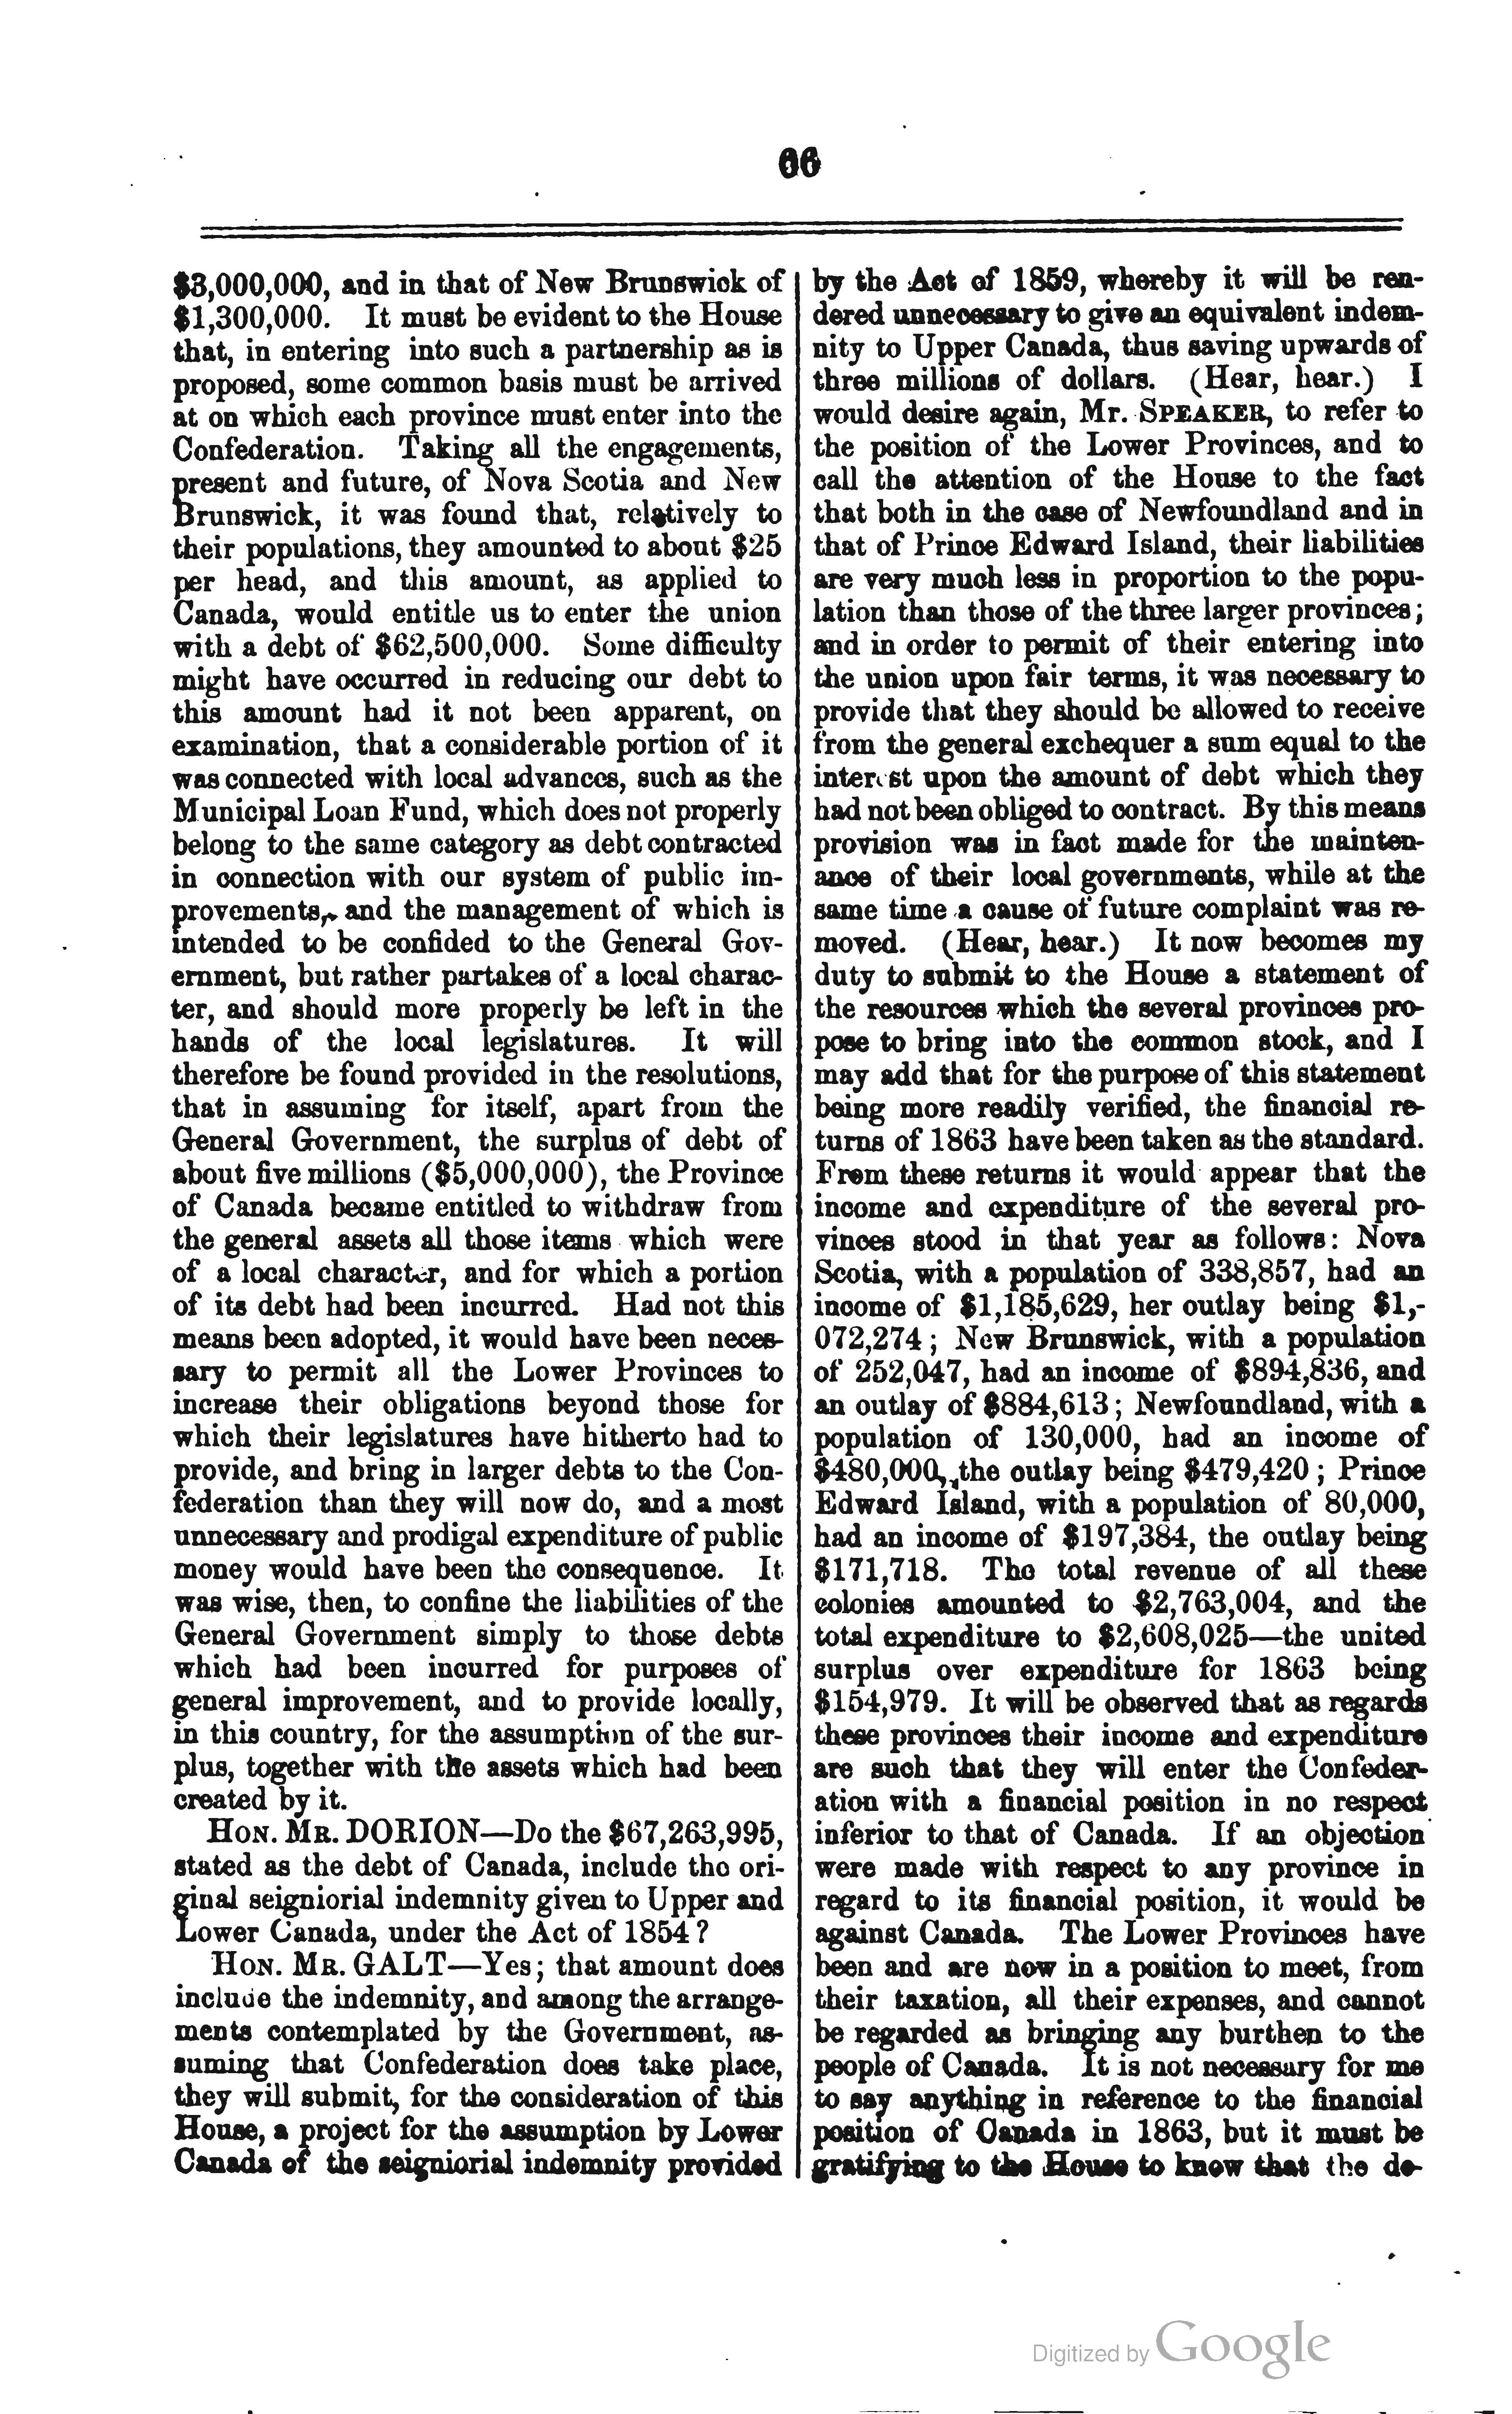 66
$3,000,000, and in that of New Brunswick of
$1,300,000. It must be evident to the House
that, in entering into such a partnership as is
proposed, some common basis must be arrived
at on which each province must enter into the
Confederation. Taking all the engagements,
present and future, of Nova Scotia and New
Brunswick, it was found that, relatively to
their populations, they amounted to about $25
per head, and this amount, as applied to
Canada, would entitle us to enter the union
with a debt of $62,500,000. Some difficulty
might have occurred in reducing our debt to
this amount had it not been apparent, on
examination, that a considerable portion of it
was connected with local advances, such as the
Municipal Loan Fund, which does not properly
belong to the same category as debt contracted
in connection with our system of public im-
provements, and the management of which is
intended to be confided to the General Gov-
ernment, but rather partakes of a local charac-
ter, and should more properly be left in the
hands of the local legislatures. It will
therefore be found provided in the resolutions,
that in assuming for itself, apart from the
General Government, the surplus of debt of
about five millions ($5,000,000), the Province
of Canada became entitled to withdraw from
the general assets all those items which were
of a local character, and for which a portion
of its debt had been incurred. Had not this
means been adopted, it would have been neces-
sary to permit all the Lower Provinces to
increase their obligations beyond those for
which their legislatures have hitherto had to
provide, and bring in larger debts to the Con-
federation than they will now do, and a most
unnecessary and prodigal expenditure of public
money would have been the consequence. It
was wise, then, to confine the liabilities of the
General Government simply to those debts
which had been incurred for purposes of
general improvement, and to provide locally,
in this country, for the assumption of the sur-
plus, together with the assets which had been
created by it.
HON. MR. DORION—Do the $67,263,995,
stated as the debt of Canada, include the ori-
ginal seigniorial indemnity given to Upper and
Lower Canada, under the Act of 1854?
HON. MR. GALT—Yes; that amount does
include the indemnity, and among the arrange-
ments contemplated by the Government, as-
suming that Confederation does take place,
they will submit, for the consideration of this
House, a project for the assumption by Lower
Canada of the seigniorial indemnity provided
by the Act of 1859, whereby it will be ren-
dered unnecessary to give an equivalent indem-
nity to Upper Canada, thus saving upwards of
three millions of dollars. (Hear, hear.) I
would desire again, Mr. SPEAKER, to refer to
the position of the Lower Provinces, and to
call the attention of the House to the fact
that both in the case of Newfoundland and in
that of Prince Edward Island, their liabilities
are very much less in proportion to the popu-
lation than those of the three larger provinces;
and in order to permit of their entering into
the union upon fair terms, it was necessary to
provide that they should be allowed to receive
from the general exchequer a sum equal to the
interest upon the amount of debt which they
had not been obliged to contract. By this means
provision was in fact made for the mainten-
ance of their local governments, while at the
same time a cause of future complaint was re-
moved. (Hear, hear.) It now becomes my
duty to submit to the House a statement of
the resources which the several provinces pro-
pose to bring into the common stock, and I
may add that for the purpose of this statement
being more readily verified, the financial re-
turns of 1863 have been taken as the standard.
From these returns it would appear that the
income and expenditure of the several pro-
vinces stood in that year as follows: Nova
Scotia, with a population of 338,857, had an
income of $1,185,629, her outlay being $1,-
072,274; New Brunswick, with a population
of 252,047, had an income of $894,836, and
an outlay of $884,613; Newfoundland, with a
population of 130,000, had an income of
$480,000, the outlay being $479,420; Prince
Edward Island, with a population of 80,000,
had an income of $197,384, the outlay being
$171,718. The total revenue of all these
colonies amounted to $2,763,004, and the
total expenditure to $2,608,025—the united
surplus over expenditure for 1863 being
$154,979. It will be observed that as regards
these provinces their income and expenditure
are such that they will enter the Confeder-
ation with a financial position in no respect
inferior to that of Canada. If an objection
were made with respect to any province in
regard to its financial position, it would be
against Canada. The Lower Provinces have
been and are now in a position to meet, from
their taxation, all their expenses, and cannot
be regarded as bringing any burthen to the
people of Canada. It is not necessary for me
to say anything in reference to the financial
position of Canada in 1863, but it must be
gratifying to the House to know that the de-
Digitized by Google